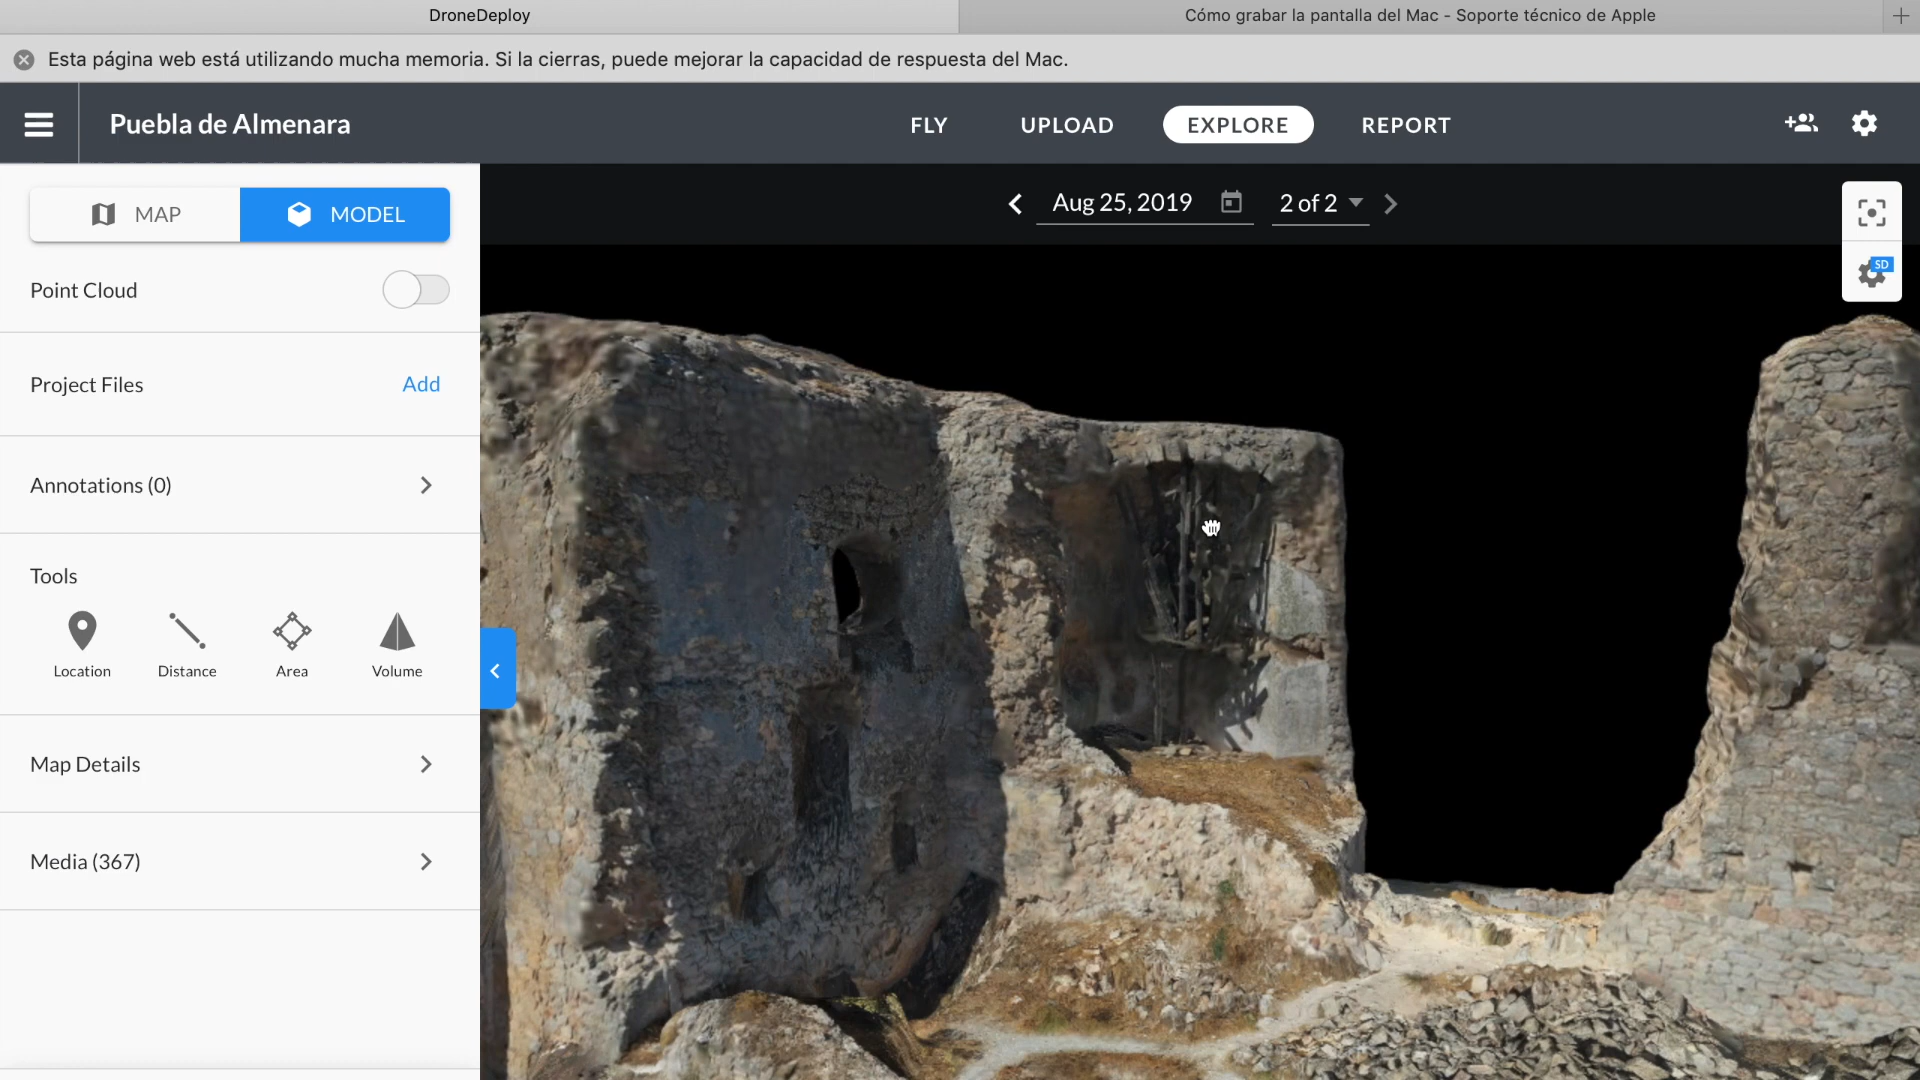 DroneDeploy
Cómo grabar la pantalla del Mac - Soporte técnico de Apple
Esta página web está utilizando mucha memoria. Si la cierras, puede mejorar la capacidad de respuesta del Mac.
Puebla de Almenara
FLY
UPLOAD
EXPLORE
REPORT
MAP
MODEL
Aug 25, 2019
2 of 2
SD
Point Cloud
Project Files
Add
Annotations (0)
Tools
Location
Distance
Area
Volume
Map Details
Media (367)